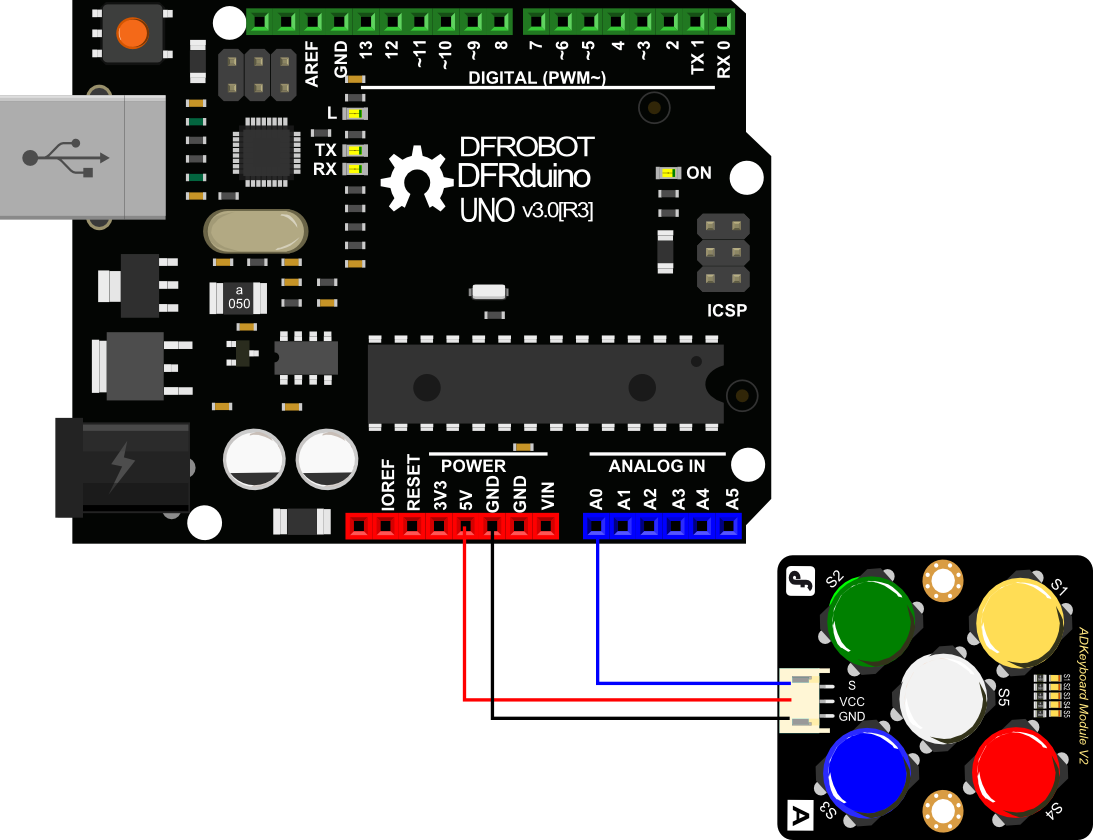 AREF
GND
13
12
~11
~10
~9
8
7
~6
~5
4
~3
2
TX 1
RX 0
DIGITAL (PWM~)
L
TX
RX
DFROBOT
DFRduino
UNO v3.0[R3]
ON
ICSP
a
050
POWER
ANALOG IN
IOREF
RESET
3V3
5V
GND
GND
VIN
A0
A1
A2
A3
A4
A5
S2
S1
S
VCC
GND
S5
S1
S2
S3
S4
S5
ADKeyboard Module V2
S3
S4
A